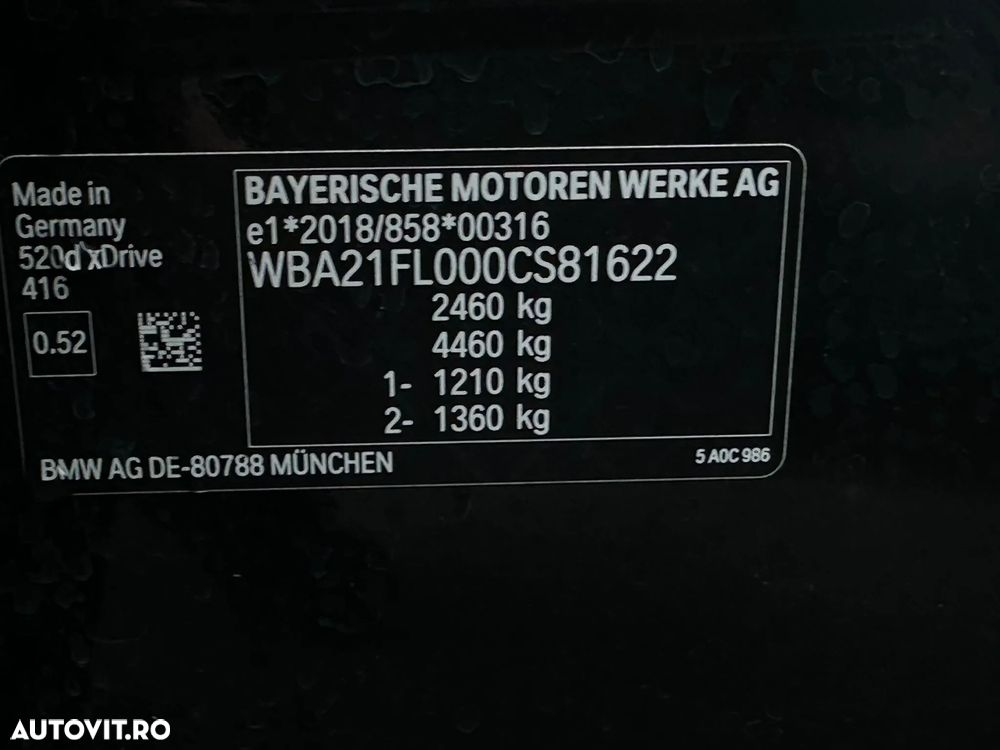 Made in
Germany
520d xDrive
416
0.52
BAYERISCHE MOTOREN WERKE AG
e1*2018/858*00316
WBA21FL000CS81622
2460 kg
4460 kg
1- 1210 kg
2- 1360 kg
BMW AG DE-80788 MÜNCHEN
5 A0C 986
AUTOVIT.RO